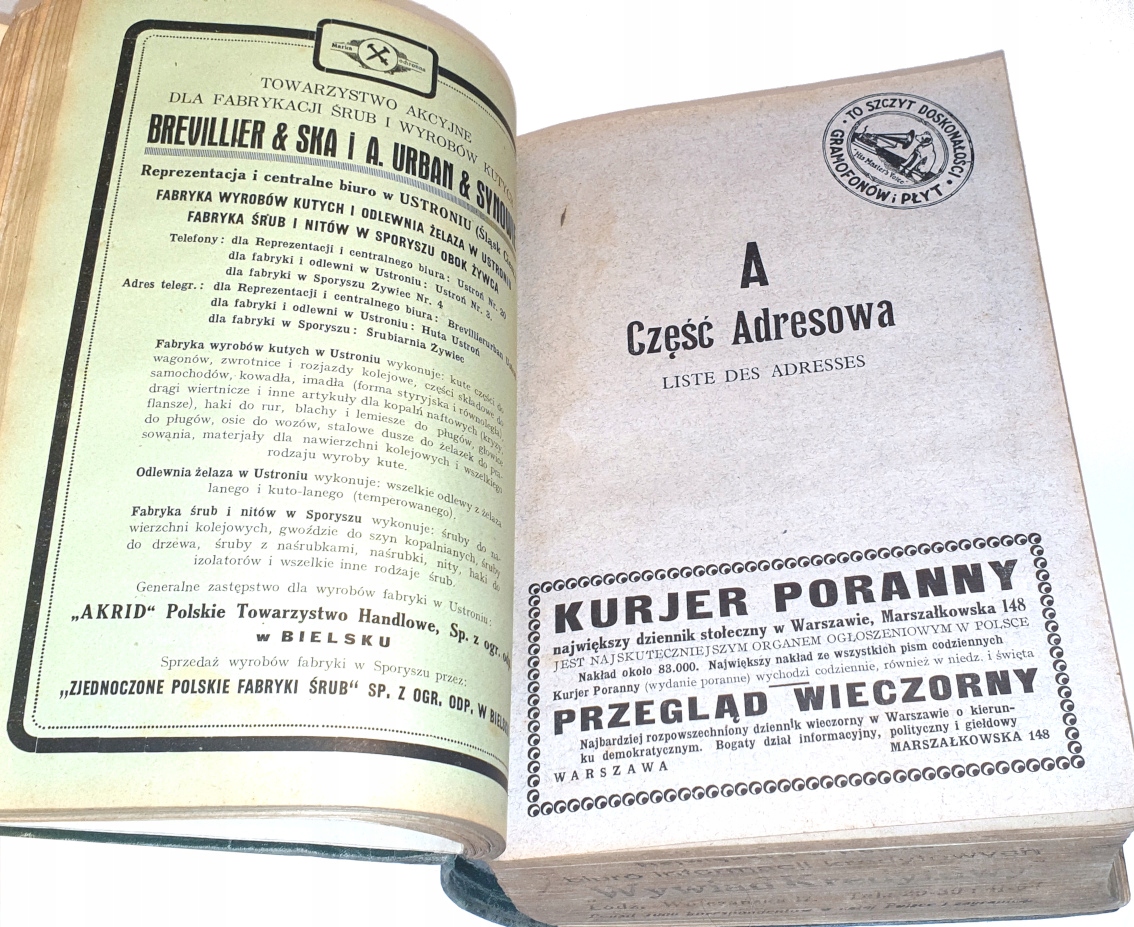 Marka ochronna
TOWARZYSTWO AKCYJNE
DLA FABRYKACJI ŚRUB I WYROBÓW KUTYCH
BREVILLIER & SKA i A. URBAN &
Reprezentacja i centralne biuro w USTRONIU (Śląsk
FABRYKA WYROBÓW KUTYCH I ODLEWNIA ŻELAZA W USTRONIU
FABRYKA ŚRUB I NITÓW W SPORYSZU OBOK ŻYWCA
Telefony: dla Reprezentacji i centralnego biura: Ustroń Nr. 20
dla fabryki i odlewni w Ustroniu: Ustroń Nr. 3,
dla fabryki w Sporyszu Żywiec Nr. 4
Adres telegr.: dla Reprezentacji i centralnego biura: Brevillierurban
dla fabryki i odlewni w Ustroniu: Huta Ustroń
dla fabryki w Sporyszu: Śrubiarnia Żywiec
Fabryka wyrobów kutych w Ustroniu wykonuje: kute części do
wagonów, zwrotnice i rozjazdy kolejowe, części składowe do
samochodów, kowadła, imadła (forma styryjska i równoległa),
drągi wiertnicze i inne artykuły dla kopalń naftowych (kryzy,
flansze), haki do rur, blachy i lemiesze do pługów, głowice
do pługów, osie do wozów, stalowe dusze do żelazek do pra-
sowania, materjały dla nawierzchni kolejowych i wszelkiego
rodzaju wyroby kute.
Odlewnia żelaza w Ustroniu wykonuje: wszelkie odlewy z żelaza
lanego i kuto-lanego (temperowanego).
Fabryka śrub i nitów w Sporyszu wykonuje: śruby do na-
wierzchni kolejowych, gwoździe do szyn kopalnianych, śruby
do drzewa, śruby z naśrubkami, naśrubki, nity, haki do
izolatorów i wszelkie inne rodzaje śrub.
Generalne zastępstwo dla wyrobów fabryki w Ustroniu:
„AKRID" Polskie Towarzystwo Handlowe, Sp. z ogr. odp.
w BIELSKU
Sprzedaż wyrobów fabryki w Sporyszu przez:
„ZJEDNOCZONE POLSKIE FABRYKI ŚRUB" SP. Z OGR. ODP. W BIELSKU
· TO SZCZYT DOSKONAŁOŚCI ·
GRAMOFONÓW i PŁYT
"His Master's Voice"
A
Część Adresowa
LISTE DES ADRESSES
KURJER PORANNY
największy dziennik stołeczny w Warszawie, Marszałkowska 148
JEST NAJSKUTECZNIEJSZYM ORGANEM OGŁOSZENIOWYM W POLSCE
Nakład około 83.000. Największy nakład ze wszystkich pism codziennych
Kurjer Poranny (wydanie poranne) wychodzi codziennie, również w niedz. i święta
PRZEGLĄD WIECZORNY
Najbardziej rozpowszechniony dziennik wieczorny w Warszawie o kierun-
ku demokratycznym. Bogaty dział informacyjny, polityczny i giełdowy
WARSZAWA MARSZAŁKOWSKA 148